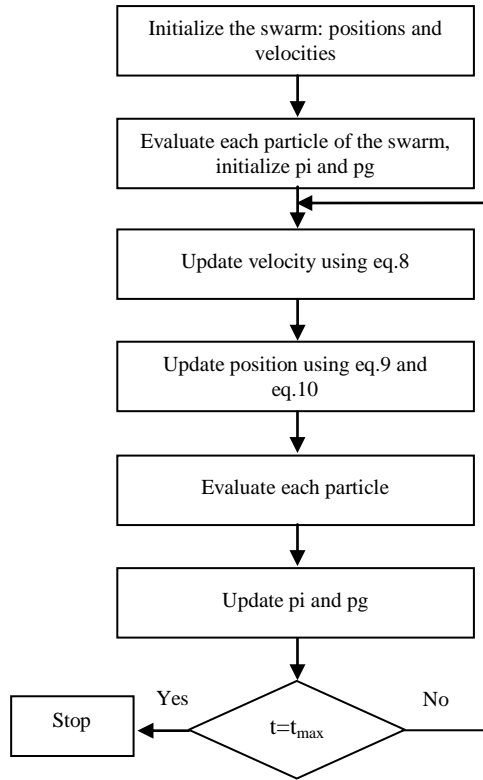 Initialize the swarm: positions and
velocities
Evaluate each particle of the swarm,
initialize pi and pg
Update velocity using eq.8
Update position using eq.9 and
eq.10
Evaluate each particle
Update pi and pg
Yes
No
Stop
t=tmax